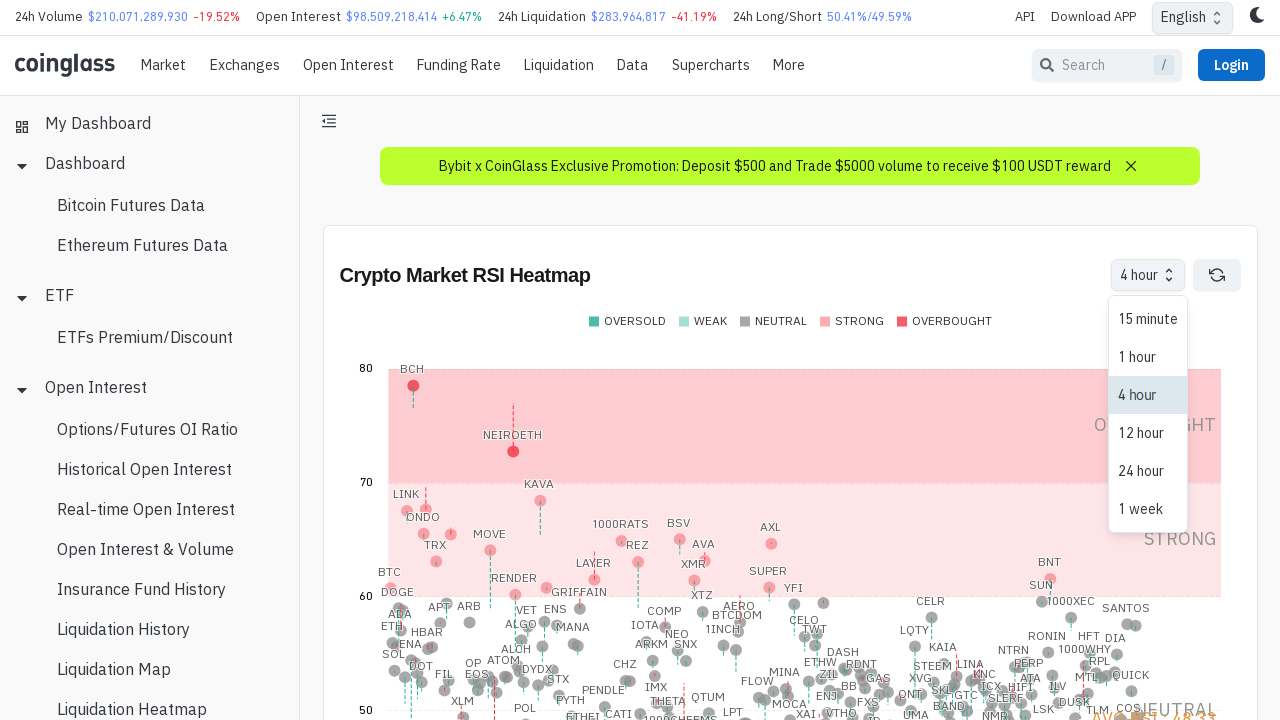 24h Volume $210,071,289,930 -19.52% Open Interest $98,509,218,414 +6.47% 24h Liquidation $283,964,817 -41.19% 24h Long/Short 50.41%/49.59% API Download APP English
coinglass Market Exchanges Open Interest Funding Rate Liquidation Data Supercharts More Search / Login
My Dashboard
Dashboard
Bitcoin Futures Data
Ethereum Futures Data
ETF
ETFs Premium/Discount
Open Interest
Options/Futures OI Ratio
Historical Open Interest
Real-time Open Interest
Open Interest & Volume
Insurance Fund History
Liquidation History
Liquidation Map
Liquidation Heatmap
Bybit x CoinGlass Exclusive Promotion: Deposit $500 and Trade $5000 volume to receive $100 USDT reward
Crypto Market RSI Heatmap 4 hour
15 minute
1 hour
4 hour
12 hour
24 hour
1 week
OVERSOLD WEAK NEUTRAL STRONG OVERBOUGHT
80
BCH
NEIROETH
70
KAVA
LINK
ONDO
1000RATS BSV AXL
MOVE
TRX REZ AVA
STRONG
LAYER XMR BNT
BTC RENDER SUPER
60
DOGE GRIFFAIN XTZ YFI SUN
APT ARB AERO CELR 1000XEC
ADA VET ENS COMP BTCDOM SANTOS
ETH ALGO MANA IOTA 1INCH CELO
HBAR NEO TWT LQTY RONIN HFT DIA
ENA ALCH ARKM SNX KAIA NTRN 1000WHY
SOL ATOM DASH
DOT OP DYDX CHZ ETHW RDNT STEEM LINA PERP RPL
FIL EOS STX IMX FLOW MINA ZIL GAS XVG KNC ATA MTL QUICK
PENDLE BB SKL ICX HIFI ILV
XLM PYTH THETA QTUM MOCA ENJ FXS QNT GTC SLERF DUSK
50
POL CATI LPT XAI VTHO UMA BAND NMR LSK TLM COS
NEUTRAL